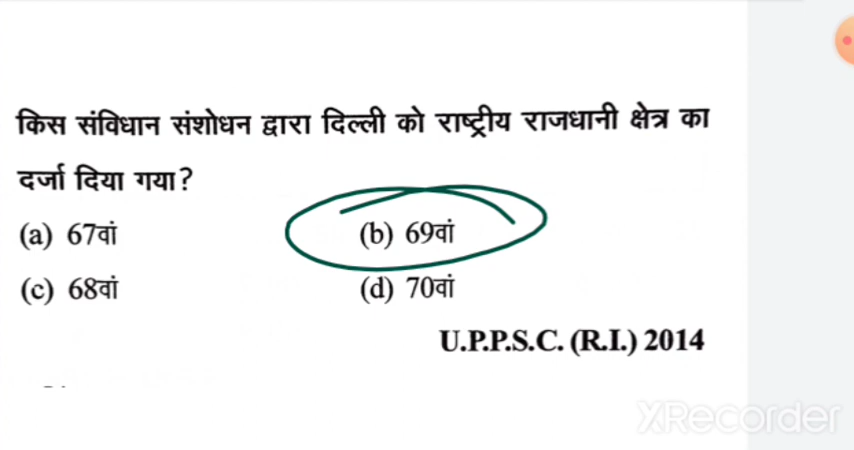 किस संविधान संशोधन द्वारा दिल्ली को राष्ट्रीय राजधानी क्षेत्र का
दर्जा दिया गया?
(a) 67वां (b) 69वां
(c) 68वां (d) 70वां
U.P.P.S.C. (R.I.) 2014
XRecorder